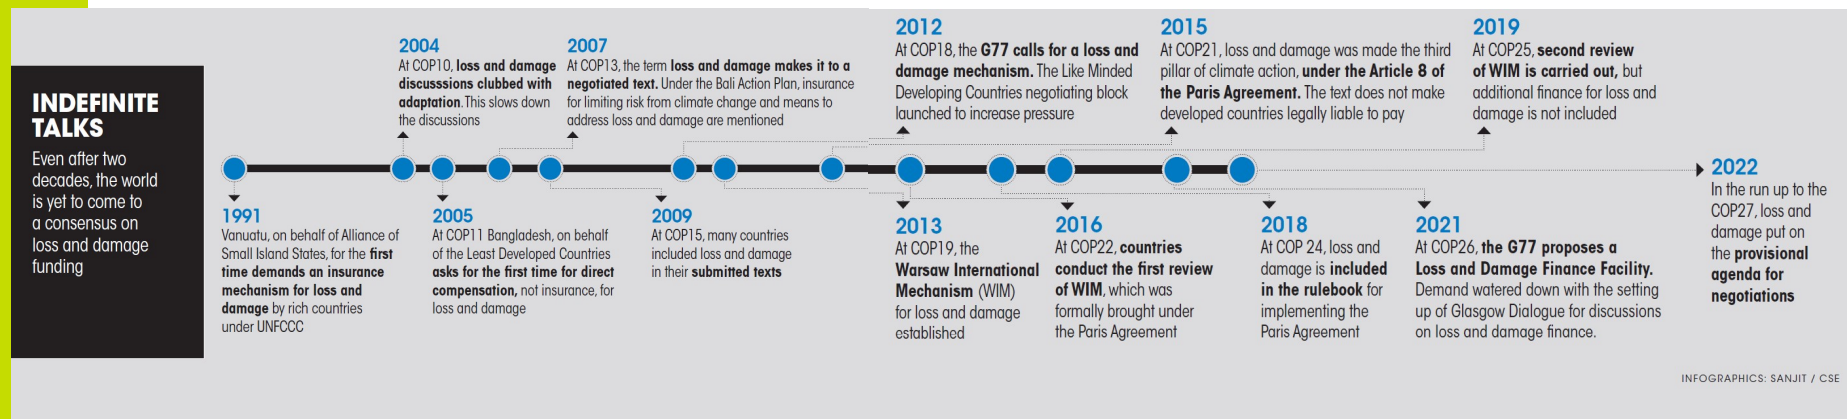 INDEFINITE
TALKS
Even after two
decades, the world
is yet to come to
a consensus on
loss and damage
funding
1991
Vanuatu, on behalf of Alliance of
Small Island States, for the first
time demands an insurance
mechanism for loss and
damage by rich countries
under UNFCCC
2004
At COP10, loss and damage
discusssions clubbed with
adaptation. This slows down
the discussions
2005
At COP11 Bangladesh, on behalf
of the Least Developed Countries
asks for the first time for direct
compensation, not insurance, for
loss and damage
2007
At COP13, the term loss and damage makes it to a
negotiated text. Under the Bali Action Plan, insurance
for limiting risk from climate change and means to
address loss and damage are mentioned
2009
At COP15, many countries
included loss and damage
in their submitted texts
2012
At COP18, the G77 calls for a loss and
damage mechanism. The Like Minded
Developing Countries negotiating block
launched to increase pressure
2013
At COP19, the
Warsaw International
Mechanism (WIM)
for loss and damage
established
2015
At COP21, loss and damage was made the third
pillar of climate action, under the Article 8 of
the Paris Agreement. The text does not make
developed countries legally liable to pay
2016
At COP22, countries
conduct the first review
of WIM, which was
formally brought under
the Paris Agreement
2018
At COP 24, loss and
damage is included
in the rulebook for
implementing the
Paris Agreement
2019
At COP25, second review
of WIM is carried out, but
additional finance for loss and
damage is not included
2021
At COP26, the G77 proposes a
Loss and Damage Finance Facility.
Demand watered down with the setting
up of Glasgow Dialogue for discussions
on loss and damage finance.
2022
In the run up to the
COP27, loss and
damage put on
the provisional
agenda for
negotiations
INFOGRAPHICS: SANJIT / CSE